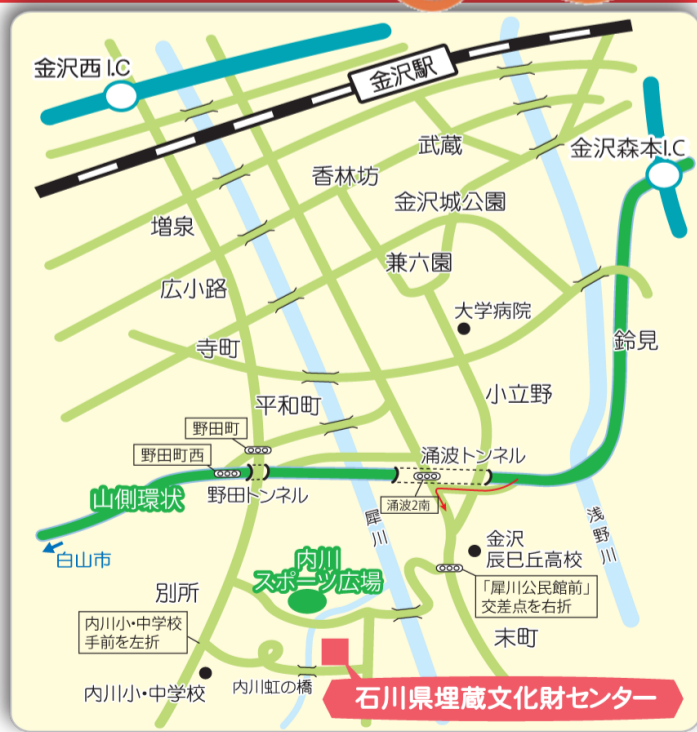 金沢西 I.C
金沢駅
武蔵
金沢森本I.C
香林坊
金沢城公園
増泉
兼六園
広小路
大学病院
鈴見
寺町
小立野
平和町
野田町
野田町西
涌波トンネル
山側環状
野田トンネル
涌波2南
犀川
浅野川
白山市
金沢
辰巳丘高校
内川
スポーツ広場
別所
「犀川公民館前」
交差点を右折
内川小・中学校
手前を左折
末町
内川小・中学校
内川虹の橋
石川県埋蔵文化財センター